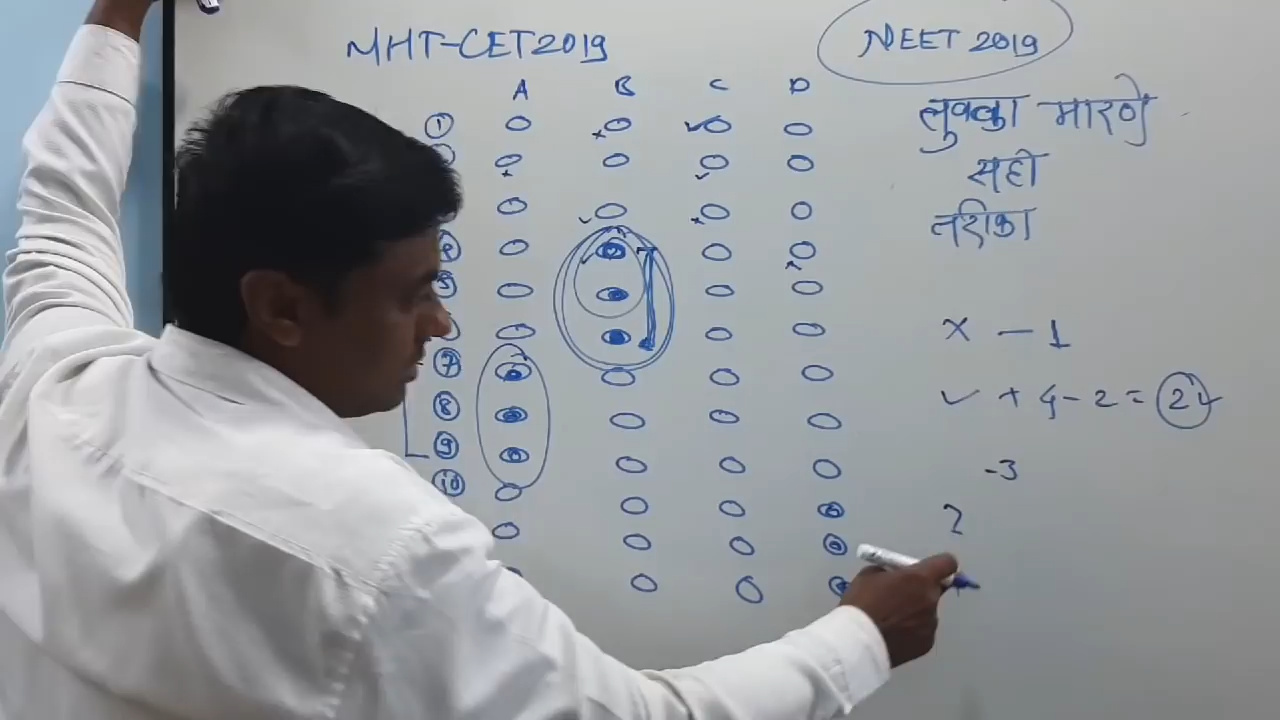 MHT-CET2019
NEET 2019
A B C D
1
7
8
9
10
लुक्का मारणे
सही
तरिका
x - 1
✓ + 4 - 2 = 2
-3
2